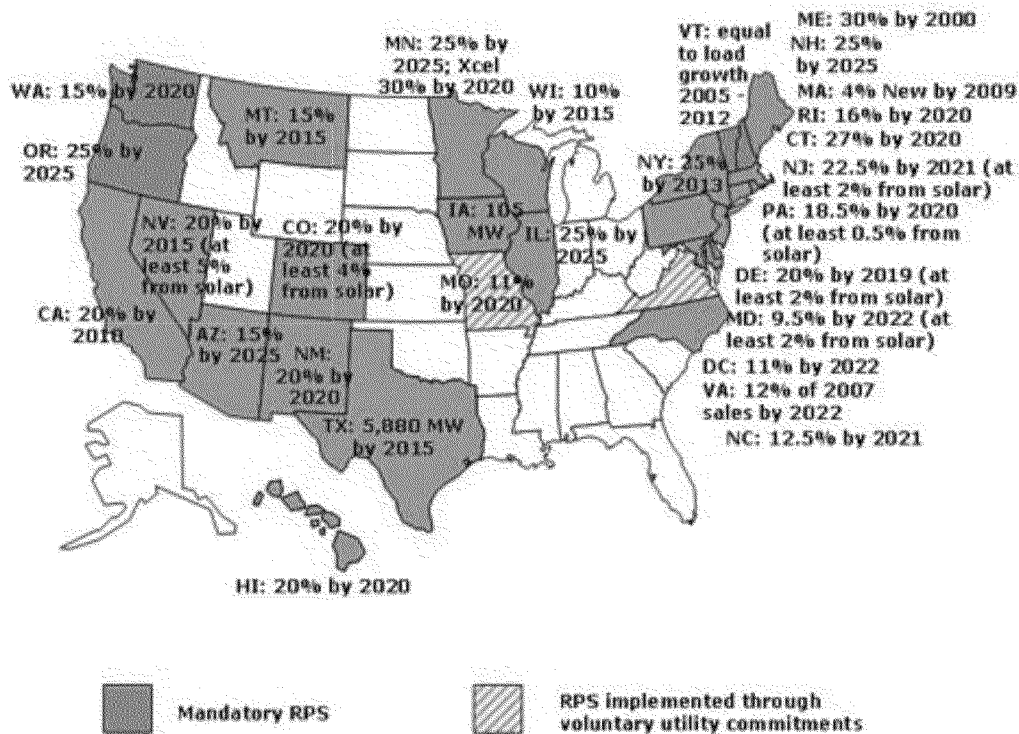 WA: 15% by 2020
OR: 25% by
2025
CA: 20% by
2010
MT: 15%
by 2015
NV: 20% by
2015 (at
least 5%
from solar)
AZ: 15%
by 2025
CO: 20% by
2020 (at
least 4%
from solar)
NM:
20% by
2020
TX: 5,880 MW
by 2015
MN: 25% by
2025; Xcel
30% by 2020
IA: 105
MW
MO: 11%
by 2020
WI: 10%
by 2015
IL: 25% by
2025
NY: 25%
by 2013
VT: equal
to load
growth
2005 -
2012
ME: 30% by 2000
NH: 25%
by 2025
MA: 4% New by 2009
RI: 16% by 2020
CT: 27% by 2020
NJ: 22.5% by 2021 (at
least 2% from solar)
PA: 18.5% by 2020
(at least 0.5% from
solar)
DE: 20% by 2019 (at
least 2% from solar)
MD: 9.5% by 2022 (at
least 2% from solar)
DC: 11% by 2022
VA: 12% of 2007
sales by 2022
NC: 12.5% by 2021
HI: 20% by 2020
Mandatory RPS
RPS implemented through
voluntary utility commitments